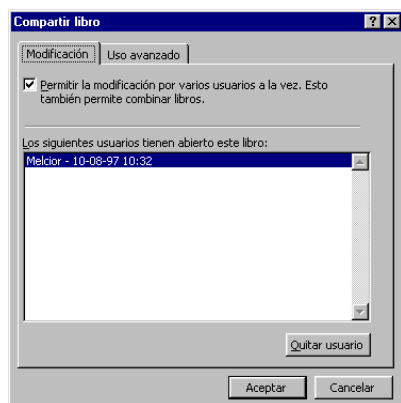 Compartir libro
Modificación
Uso avanzado
Permitir la modificación por varios usuarios a la vez. Esto
también permite combinar libros.
Los siguientes usuarios tienen abierto este libro:
Melcior - 10-08-97 10:32
Quitar usuario
Aceptar
Cancelar